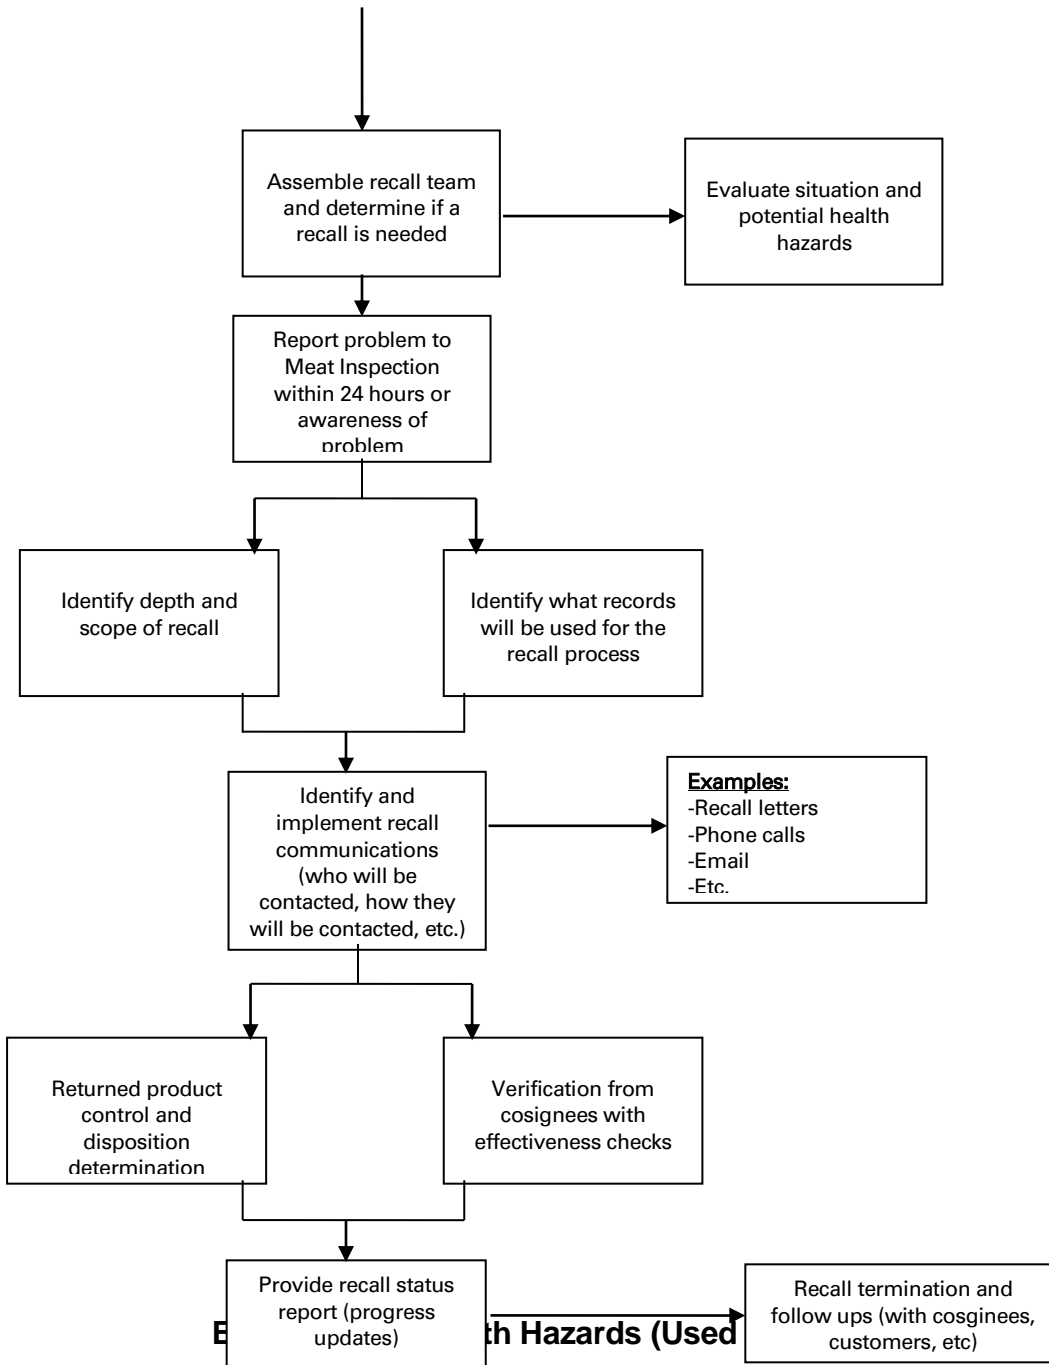 Assemble recall team
and determine if a
recall is needed
Evaluate situation and
potential health
hazards
Report problem to
Meat Inspection
within 24 hours or
awareness of
problem
Identify depth and
scope of recall
Identify what records
will be used for the
recall process
Identify and
implement recall
communications
(who will be
contacted, how they
will be contacted, etc.)
Examples:
-Recall letters
-Phone calls
-Email
-Etc.
Returned product
control and
disposition
determination
Verification from
cosignees with
effectiveness checks
Provide recall status
report (progress
updates)
Recall termination and
follow ups (with cosginees,
customers, etc)
Hazards (Used